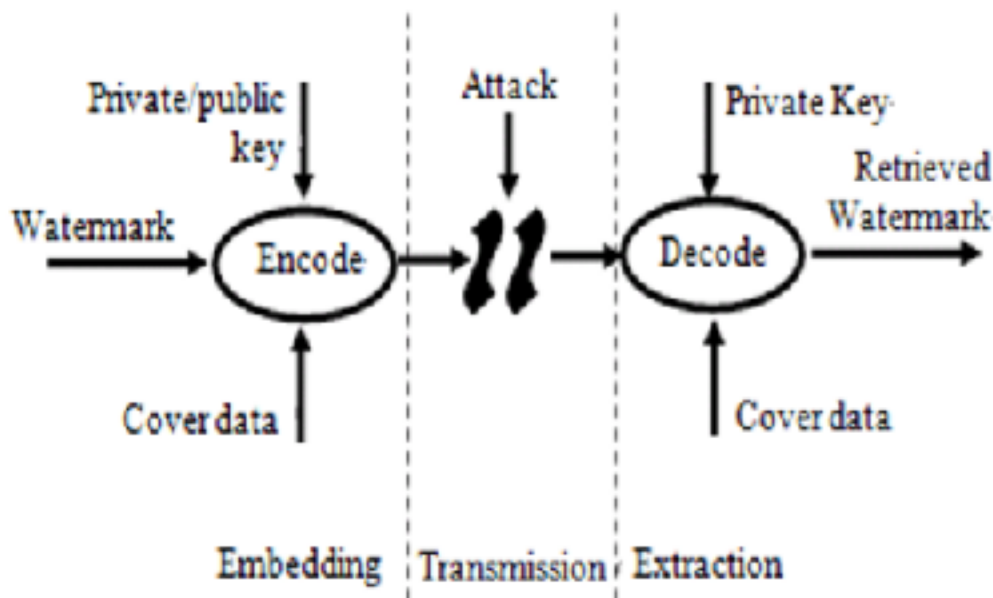 Private/public
key
Attack
Private Key
Retrieved
Watermark
Watermark
Encode
Decode
Cover data
Cover data
Embedding
Transmission
Extraction